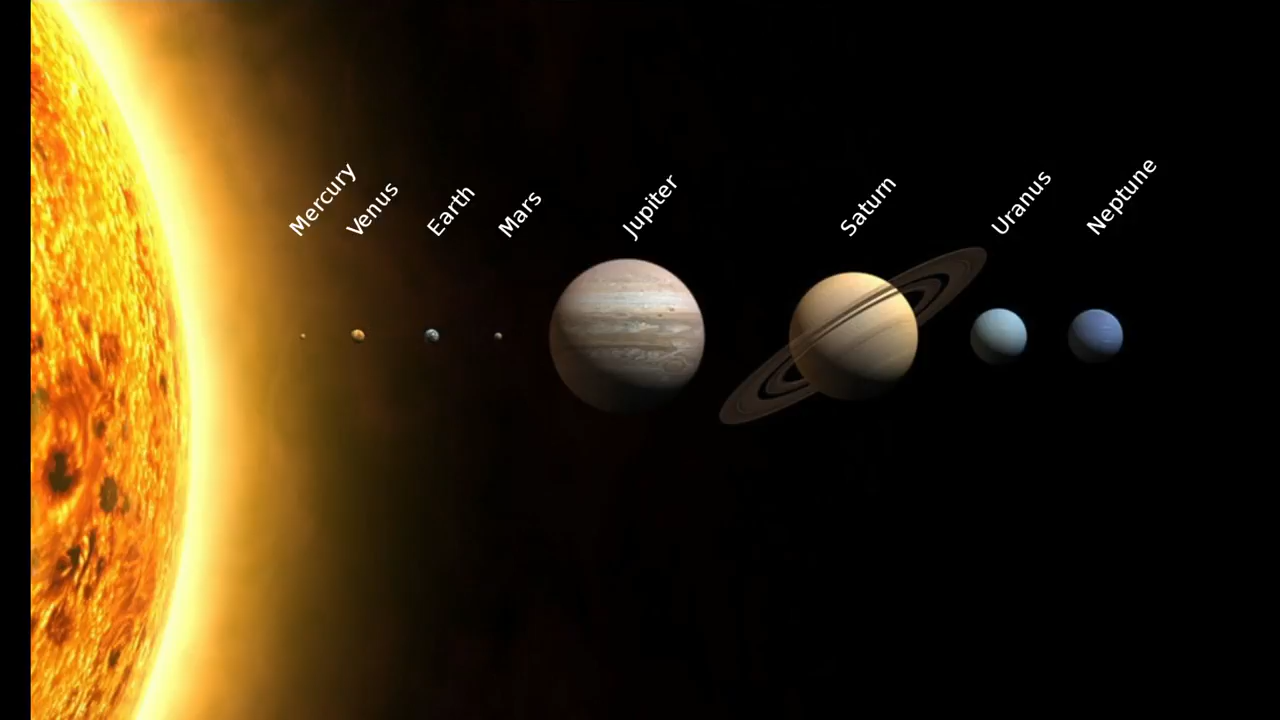 Mercury
Venus
Earth
Mars
Jupiter
Saturn
Uranus
Neptune